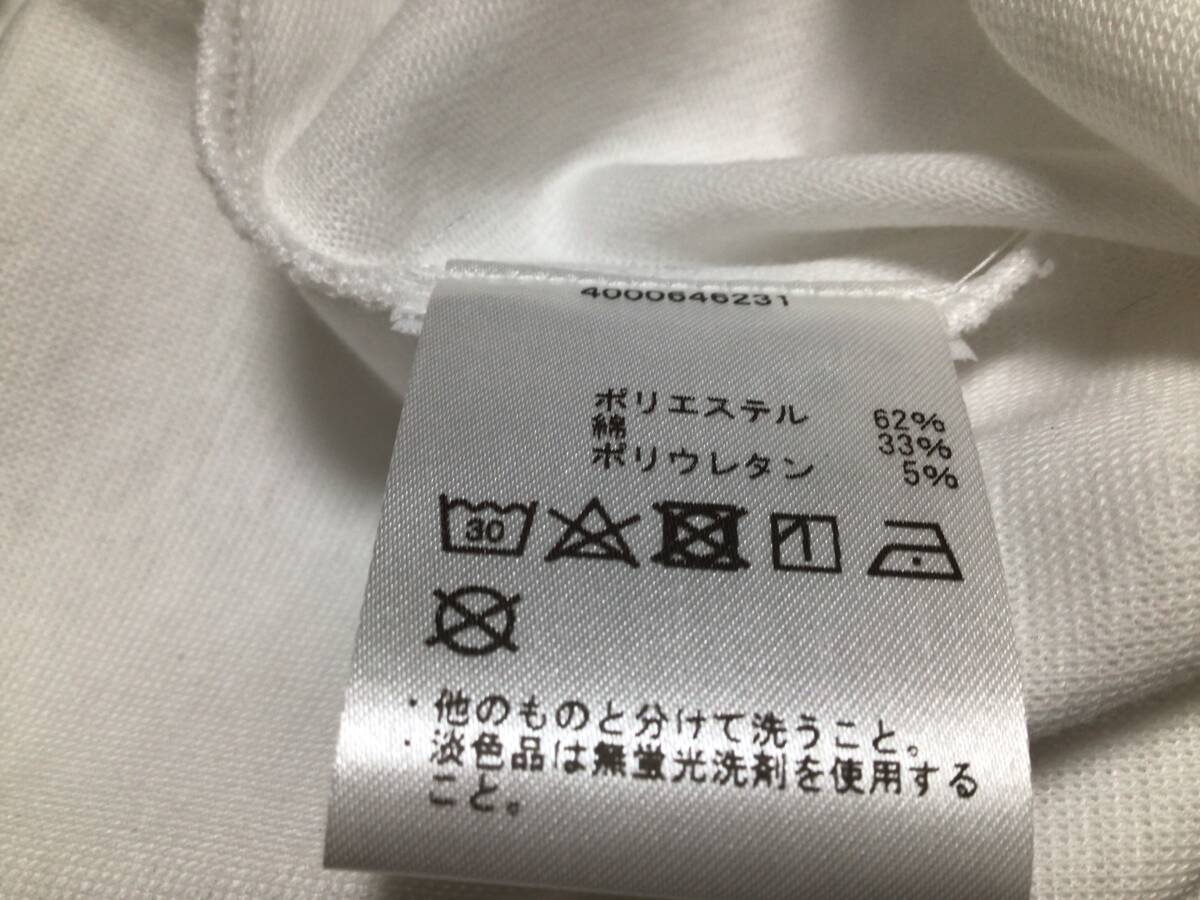 4000646231
ポリエステル 62%
綿 33%
ポリウレタン 5%
30
・他のものと分けて洗うこと。
・淡色品は無蛍光洗剤を使用する
こと。